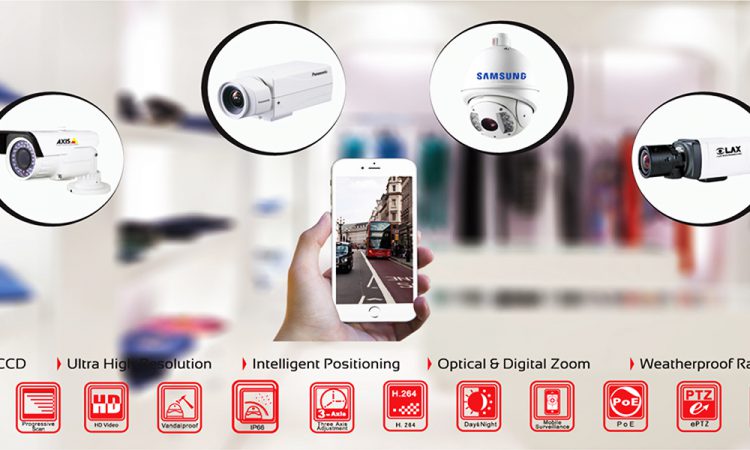 AXIS
Panasonic
SAMSUNG
LAX
CCD
Ultra High Resolution
Intelligent Positioning
Optical & Digital Zoom
Weatherproof Ra
HD
3-Axis
H.264
PoE
PTZ
e
Progressive
Scan
HD Video
Vandalproof
IP66
Three Axis
Adjustment
H. 264
Day&Night
Mobile
Surveillance
P o E
ePTZ